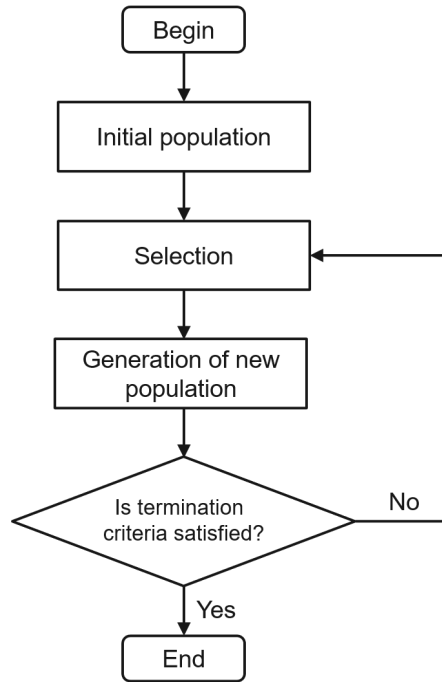 Begin
Initial population
Selection
Generation of new
population
Is termination
criteria satisfied?
No
Yes
End